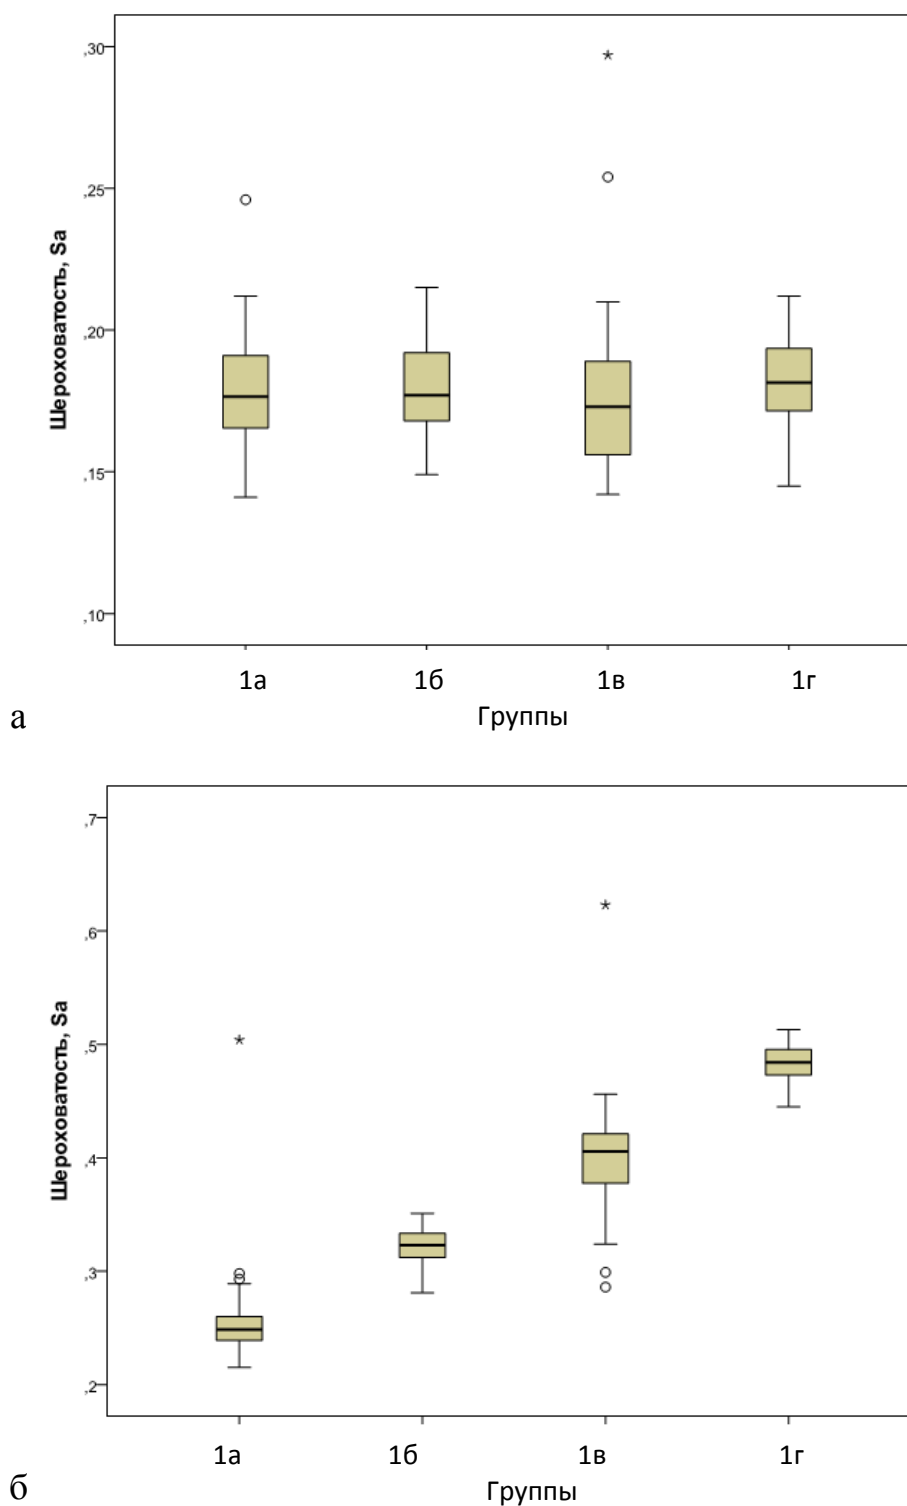 ,30
,25
,20
,15
,10
Шероховатость, Sa
1а 1б 1в 1г
Группы
а
,7
,6
,5
,4
,3
,2
Шероховатость, Sa
1а 1б 1в 1г
Группы
б